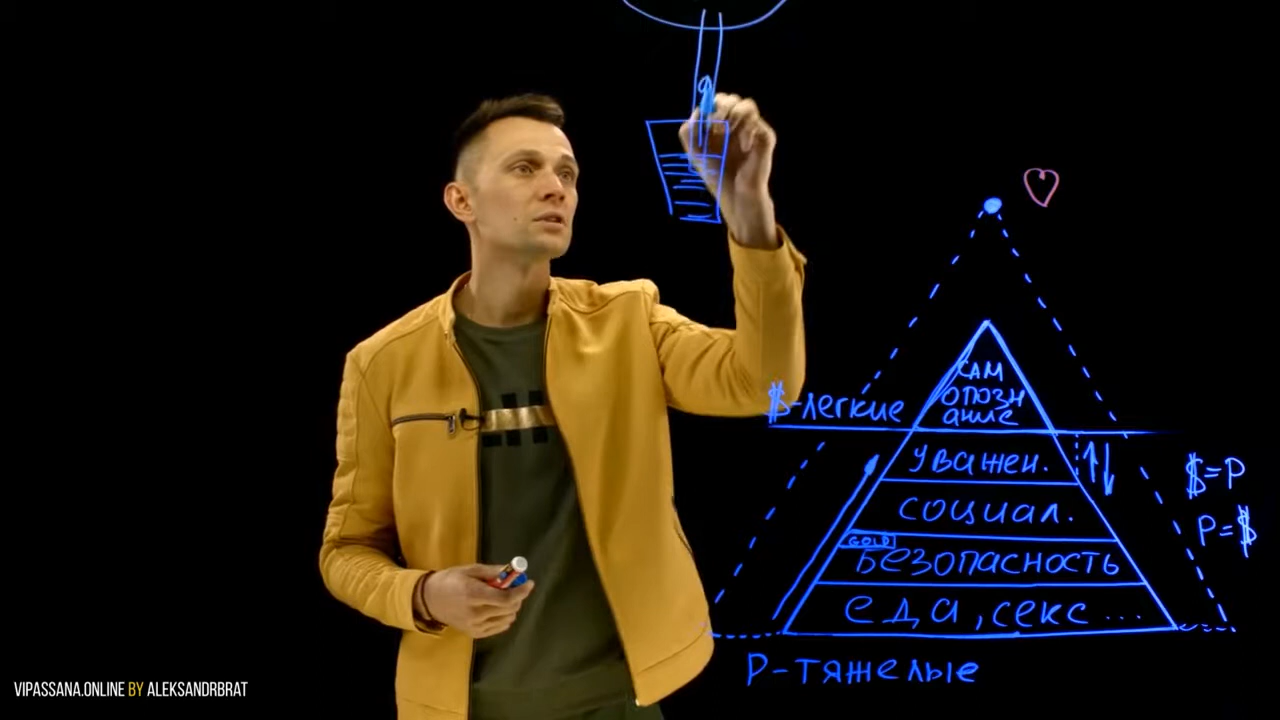 САМ
ОПОЗН
АНИЕ
$-легкие
Уважен.
$=Р
социал.
Р=$
GOLD
Безопасность
еда, секс...
Р-тяжелые
VIPASSANA.ONLINE BY ALEKSANDRBRAT